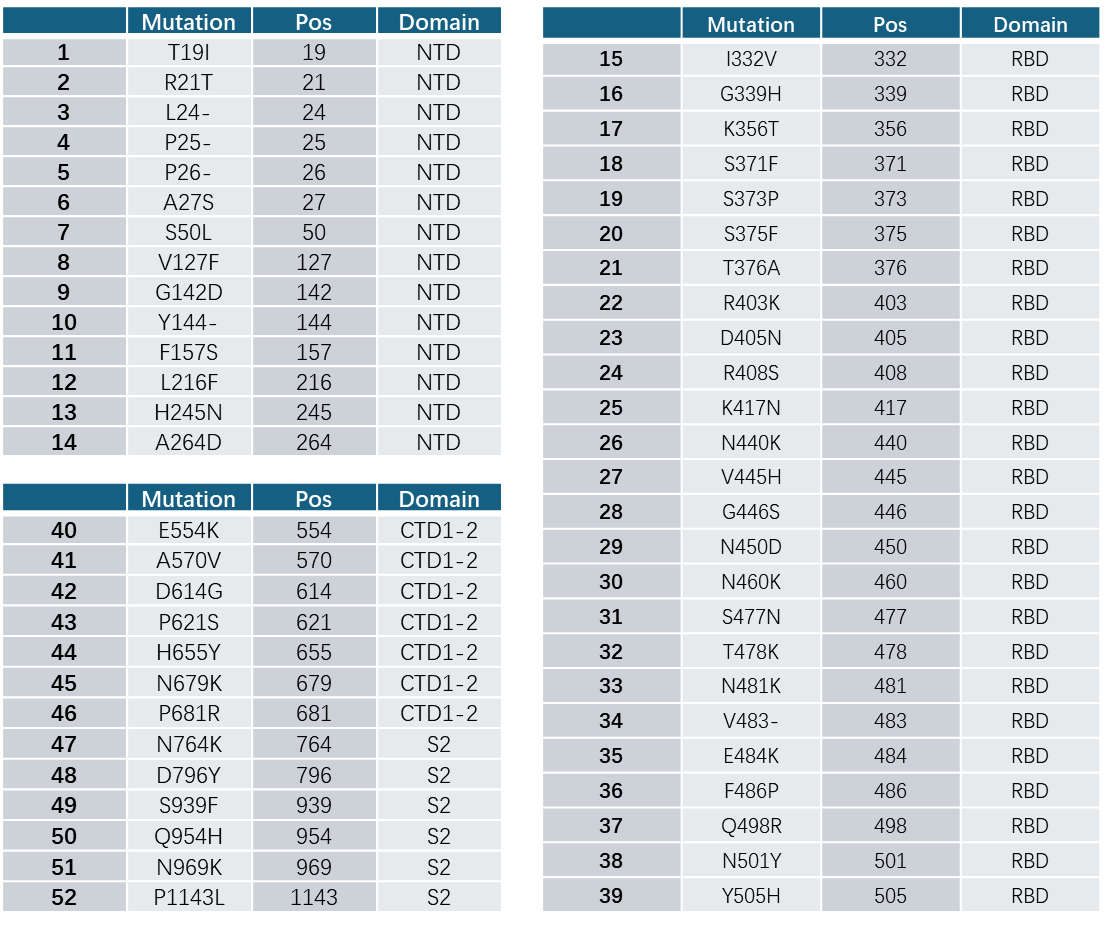 Mutation Pos Domain
1 T19I 19 NTD
2 R21T 21 NTD
3 L24- 24 NTD
4 P25- 25 NTD
5 P26- 26 NTD
6 A27S 27 NTD
7 S50L 50 NTD
8 V127F 127 NTD
9 G142D 142 NTD
10 Y144- 144 NTD
11 F157S 157 NTD
12 L216F 216 NTD
13 H245N 245 NTD
14 A264D 264 NTD
Mutation Pos Domain
15 I332V 332 RBD
16 G339H 339 RBD
17 K356T 356 RBD
18 S371F 371 RBD
19 S373P 373 RBD
20 S375F 375 RBD
21 T376A 376 RBD
22 R403K 403 RBD
23 D405N 405 RBD
24 R408S 408 RBD
25 K417N 417 RBD
26 N440K 440 RBD
27 V445H 445 RBD
28 G446S 446 RBD
29 N450D 450 RBD
30 N460K 460 RBD
31 S477N 477 RBD
32 T478K 478 RBD
33 N481K 481 RBD
34 V483- 483 RBD
35 E484K 484 RBD
36 F486P 486 RBD
37 Q498R 498 RBD
38 N501Y 501 RBD
39 Y505H 505 RBD
Mutation Pos Domain
40 E554K 554 CTD1-2
41 A570V 570 CTD1-2
42 D614G 614 CTD1-2
43 P621S 621 CTD1-2
44 H655Y 655 CTD1-2
45 N679K 679 CTD1-2
46 P681R 681 CTD1-2
47 N764K 764 S2
48 D796Y 796 S2
49 S939F 939 S2
50 Q954H 954 S2
51 N969K 969 S2
52 P1143L 1143 S2